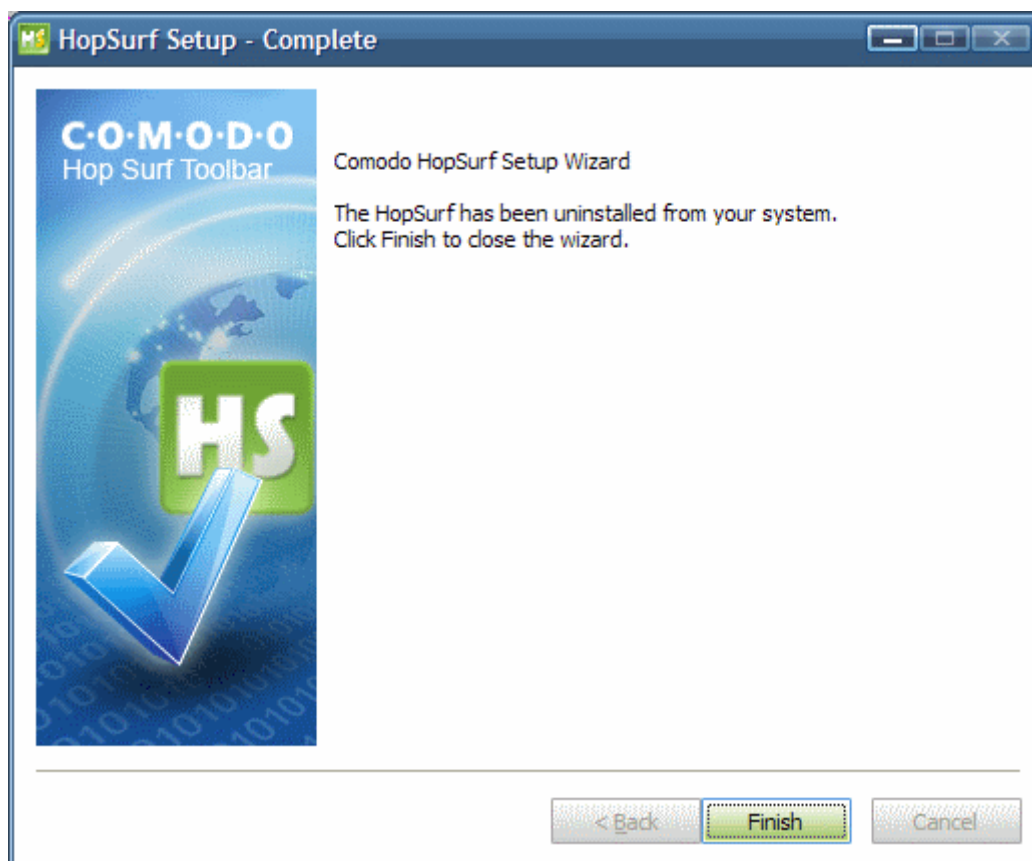 HS HopSurf Setup - Complete
C·O·M·O·D·O
Hop Surf Toolbar
Comodo HopSurf Setup Wizard
The HopSurf has been uninstalled from your system.
Click Finish to close the wizard.
HS
< Back
Finish
Cancel